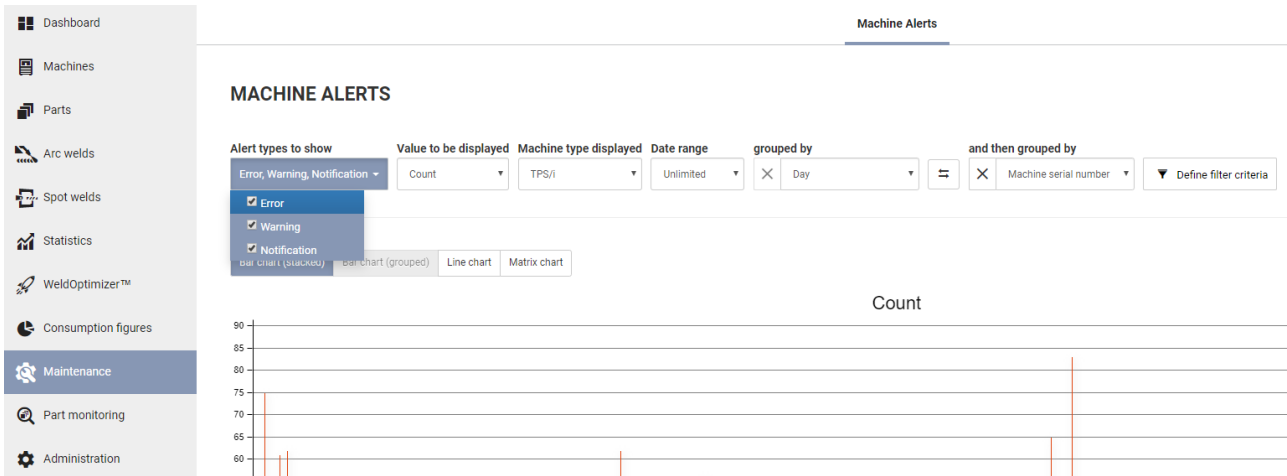 Dashboard
Machines
Parts
Arc welds
Spot welds
Statistics
WeldOptimizer™
Consumption figures
Maintenance
Part monitoring
Administration
Machine Alerts
MACHINE ALERTS
Alert types to show Value to be displayed Machine type displayed Date range grouped by and then grouped by
Error, Warning, Notification Count TPS/i Unlimited Day Machine serial number Define filter criteria
Error
Warning
Notification
Bar chart (stacked) Bar chart (grouped) Line chart Matrix chart
Count
90
85
80
75
70
65
60